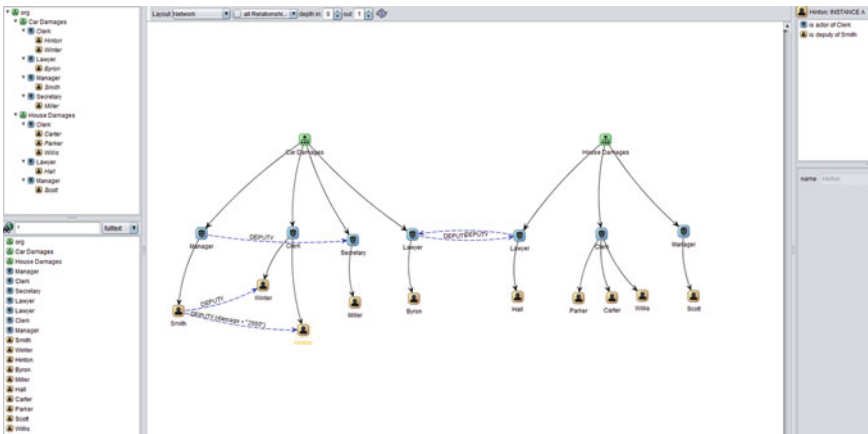 org
Car Damages
Clerk
Hinton
Winter
Lawyer
Byron
Manager
Smith
Secretary
Miller
House Damages
Clerk
Carter
Parker
Willis
Lawyer
Hall
Manager
Scott
* fulltext
org
Car Damages
House Damages
Manager
Clerk
Secretary
Lawyer
Lawyer
Clerk
Manager
Smith
Winter
Hinton
Byron
Miller
Hall
Carter
Parker
Scott
Willis
Layout Network all Relationshi... depth in 0 out 1
Car Damages House Damages
DEPUTY DEPUTY DEPUTY
Manager Clerk Secretary Lawyer Lawyer Clerk Manager
DEPUTY
Winter
Smith Miller Byron Hall Parker Carter Willis Scott
DEPUTY
Hinton
Hinton: INSTANCE A
is actor of Clerk
is deputy of Smith
name Hinton